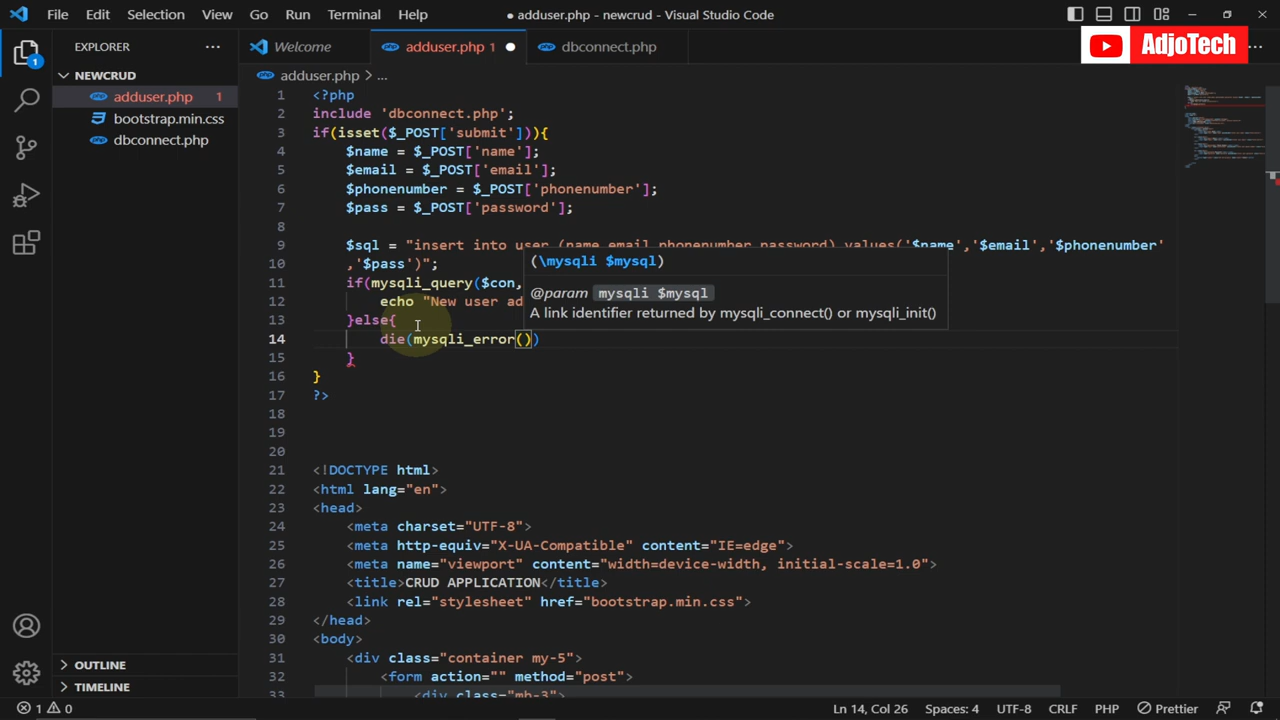 File Edit Selection View Go Run Terminal Help
● adduser.php - newcrud - Visual Studio Code
AdjoTech
EXPLORER
Welcome
adduser.php 1
dbconnect.php
NEWCRUD
adduser.php 1
bootstrap.min.css
dbconnect.php
adduser.php > ...
1 <?php
2 include 'dbconnect.php';
3 if(isset($_POST['submit'])){
4 $name = $_POST['name'];
5 $email = $_POST['email'];
6 $phonenumber = $_POST['phonenumber'];
7 $pass = $_POST['password'];
8
9 $sql = "insert into user (name,email,phonenumber,password) values('$name','$email','$phonenumber'
10 ,'$pass')";
11 if(mysqli_query($con,
12 echo "New user ad
13 }else{
14 die(mysqli_error())
15 }
16 }
17 ?>
18
19
20
21 <!DOCTYPE html>
22 <html lang="en">
23 <head>
24 <meta charset="UTF-8">
25 <meta http-equiv="X-UA-Compatible" content="IE=edge">
26 <meta name="viewport" content="width=device-width, initial-scale=1.0">
27 <title>CRUD APPLICATION</title>
28 <link rel="stylesheet" href="bootstrap.min.css">
29 </head>
30 <body>
31 <div class="container my-5">
32 <form action="" method="post">
33 <div class="mb-3">
(\mysqli $mysql)
@param mysqli $mysql
A link identifier returned by mysqli_connect() or mysqli_init()
OUTLINE
TIMELINE
1 0
Ln 14, Col 26 Spaces: 4 UTF-8 CRLF PHP Prettier